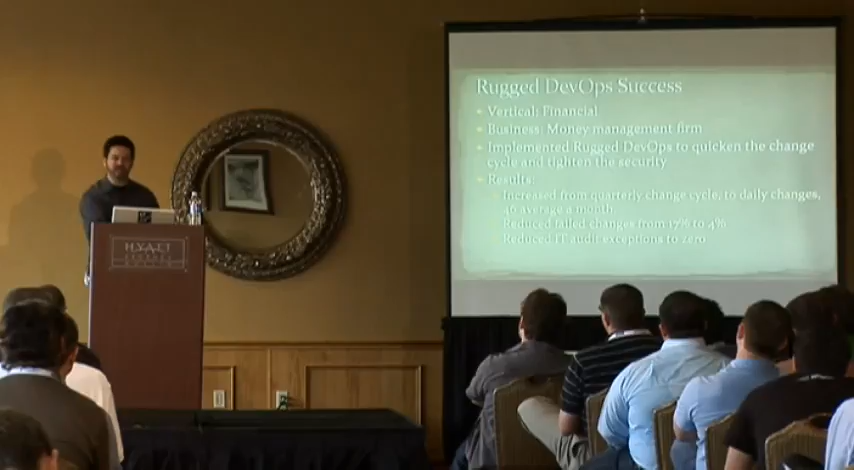 Rugged DevOps Success
Vertical: Financial
Business: Money management firm
Implemented Rugged DevOps to quicken the change
cycle and tighten the security
Results:
Increased from quarterly change cycle, to daily changes,
46 average a month
Reduced failed changes from 17% to 4%
Reduced IT audit exceptions to zero
HYATT